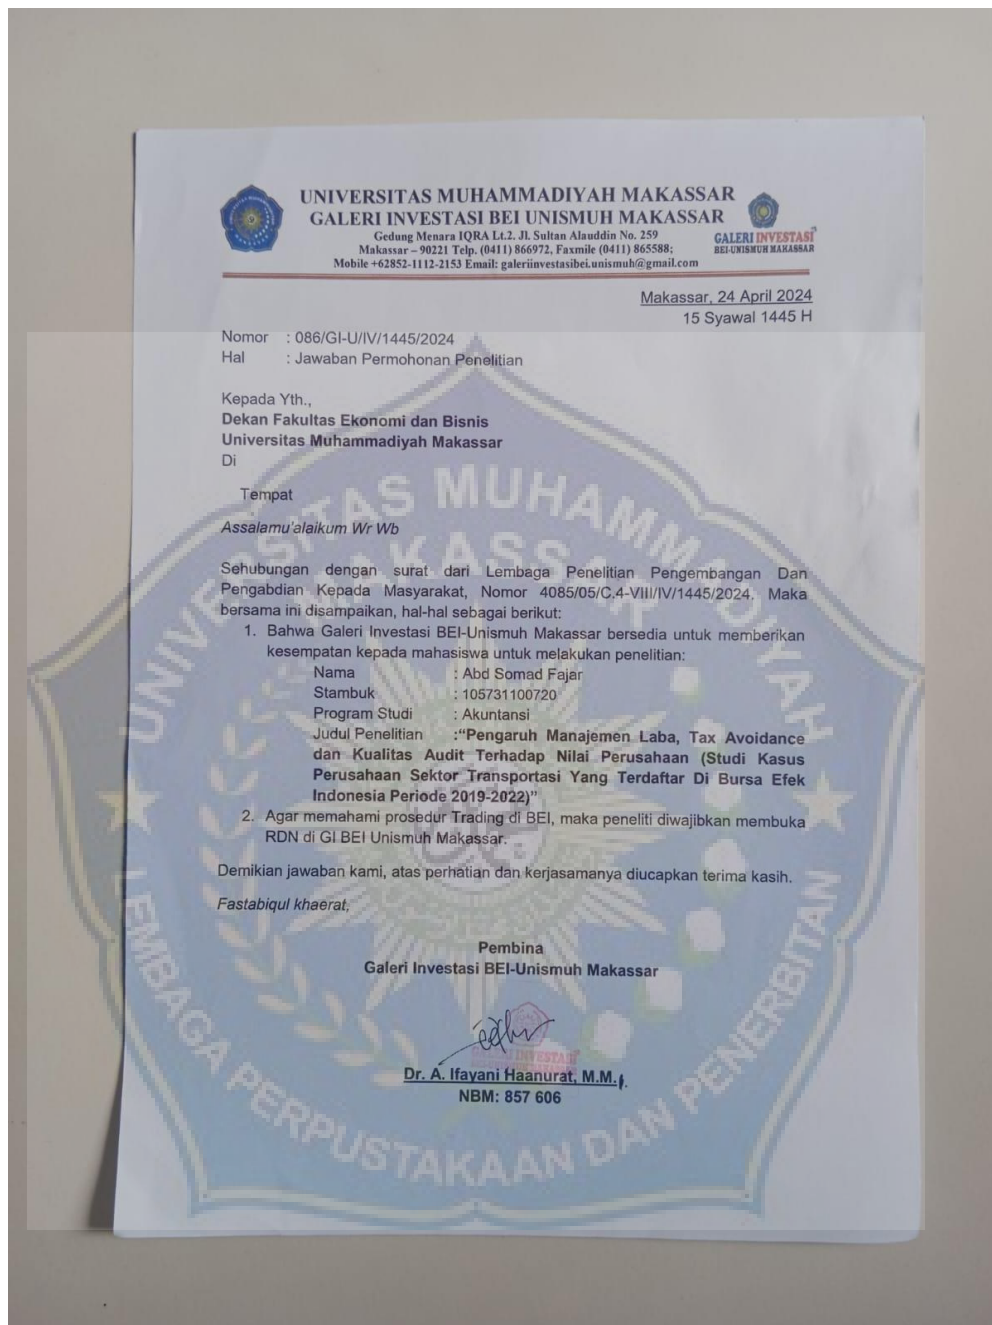 UNIVERSITAS MUHAMMADIYAH MAKASSAR
GALERI INVESTASI BEI UNISMUH MAKASSAR
Gedung Menara IQRA Lt.2. Jl. Sultan Alauddin No. 259
Makassar – 90221 Telp. (0411) 866972, Faxmile (0411) 865588;
Mobile +62852-1112-2153 Email: galeriinvestasibei.unismuh@gmail.com
GALERI INVESTASI
BEI-UNISMUH MAKASSAR
Makassar, 24 April 2024
15 Syawal 1445 H
Nomor : 086/GI-U/IV/1445/2024
Hal : Jawaban Permohonan Penelitian
Kepada Yth.,
Dekan Fakultas Ekonomi dan Bisnis
Universitas Muhammadiyah Makassar
Di
Tempat
Assalamu'alaikum Wr Wb
Sehubungan dengan surat dari Lembaga Penelitian Pengembangan Dan
Pengabdian Kepada Masyarakat, Nomor 4085/05/C.4-VIII/IV/1445/2024. Maka
bersama ini disampaikan, hal-hal sebagai berikut:
1. Bahwa Galeri Investasi BEI-Unismuh Makassar bersedia untuk memberikan
kesempatan kepada mahasiswa untuk melakukan penelitian:
Nama : Abd Somad Fajar
Stambuk : 105731100720
Program Studi : Akuntansi
Judul Penelitian :“Pengaruh Manajemen Laba, Tax Avoidance
dan Kualitas Audit Terhadap Nilai Perusahaan (Studi Kasus
Perusahaan Sektor Transportasi Yang Terdaftar Di Bursa Efek
Indonesia Periode 2019-2022)”
2. Agar memahami prosedur Trading di BEI, maka peneliti diwajibkan membuka
RDN di GI BEI Unismuh Makassar.
Demikian jawaban kami, atas perhatian dan kerjasamanya diucapkan terima kasih.
Fastabiqul khaerat,
Pembina
Galeri Investasi BEI-Unismuh Makassar
GALERI INVESTASI
Dr. A. Ifayani Haanurat, M.M.
NBM: 857 606
UNIVERSITAS MUHAMMADIYAH
MAKASSAR
LEMBAGA PERPUSTAKAAN DAN PENERBITAN